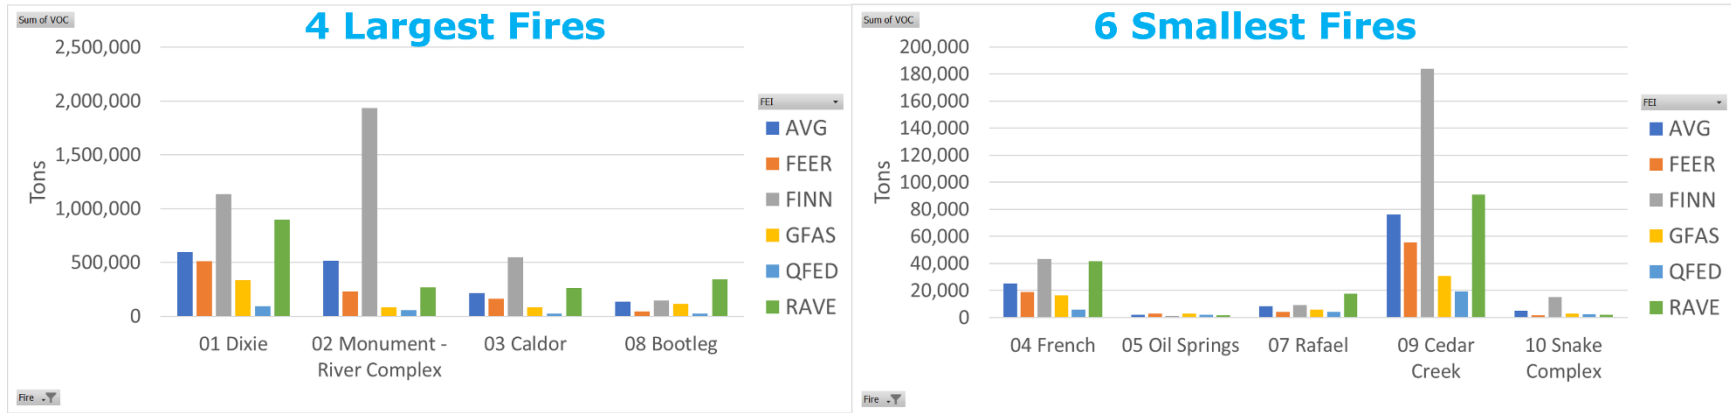 Sum of VOC
4 Largest Fires
2,500,000
2,000,000
1,500,000
1,000,000
500,000
0
Tons
01 Dixie
02 Monument -
River Complex
03 Caldor
08 Bootleg
FEI
AVG
FEER
FINN
GFAS
QFED
RAVE
Fire
Sum of VOC
6 Smallest Fires
200,000
180,000
160,000
140,000
120,000
100,000
80,000
60,000
40,000
20,000
0
Tons
04 French
05 Oil Springs
07 Rafael
09 Cedar
Creek
10 Snake
Complex
FEI
AVG
FEER
FINN
GFAS
QFED
RAVE
Fire